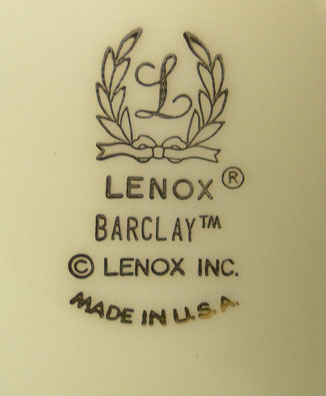 L
LENOX®
BARCLAY™
© LENOX INC.
MADE IN U.S.A.